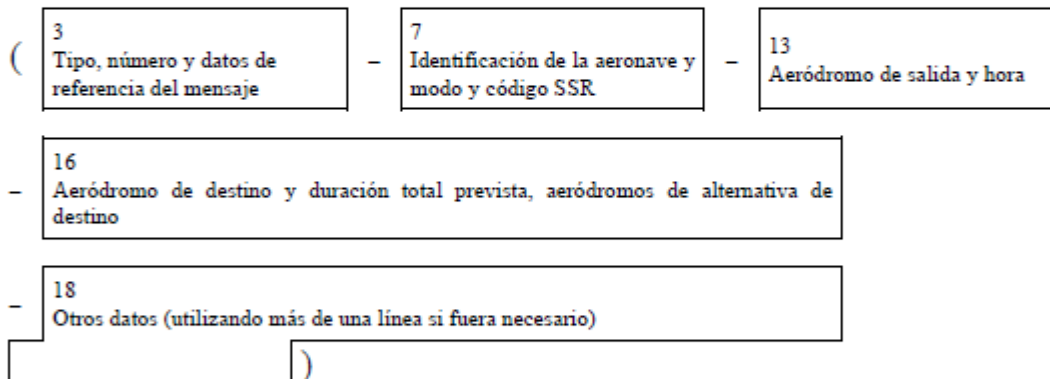 ( 3
Tipo, número y datos de
referencia del mensaje
– 7
Identificación de la aeronave y
modo y código SSR
– 13
Aeródromo de salida y hora
– 16
Aeródromo de destino y duración total prevista, aeródromos de alternativa de
destino
– 18
Otros datos (utilizando más de una línea si fuera necesario)
)